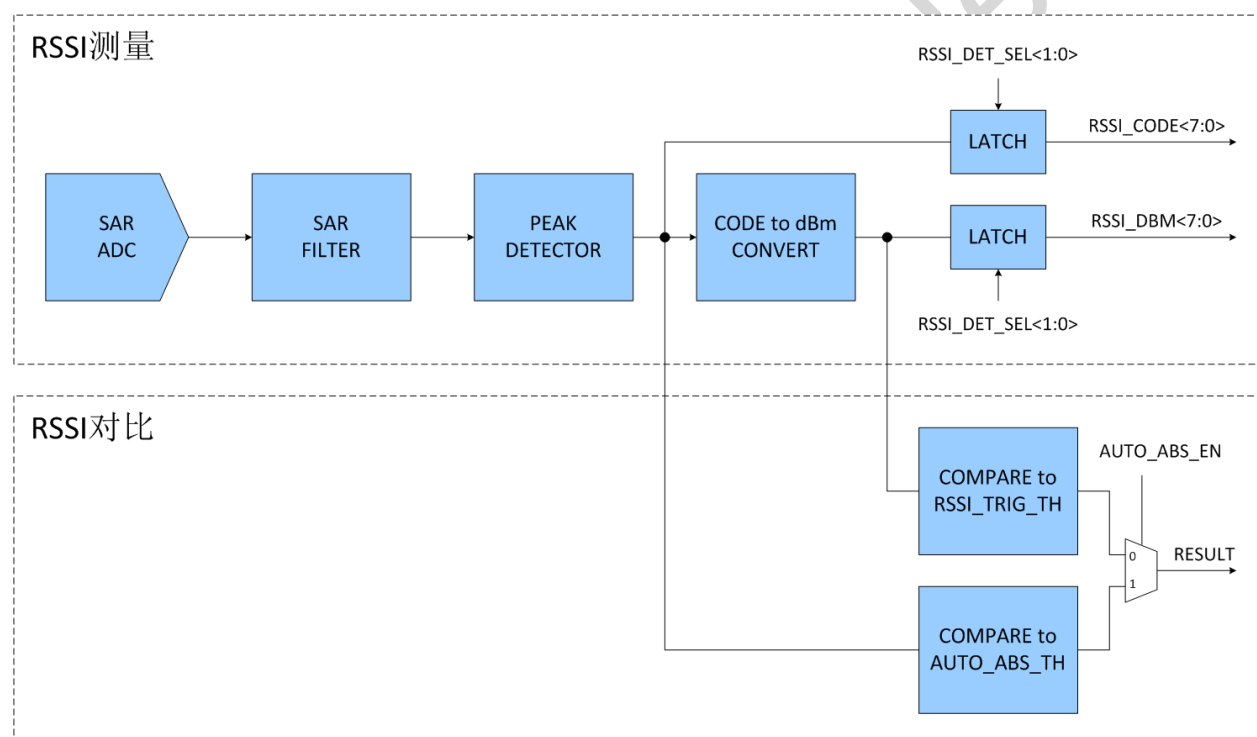 RSSI测量
RSSI_DET_SEL<1:0>
LATCH
RSSI_CODE<7:0>
SAR
ADC
SAR
FILTER
PEAK
DETECTOR
CODE to dBm
CONVERT
LATCH
RSSI_DBM<7:0>
RSSI_DET_SEL<1:0>
RSSI对比
COMPARE to
RSSI_TRIG_TH
AUTO_ABS_EN
0
1
RESULT
COMPARE to
AUTO_ABS_TH